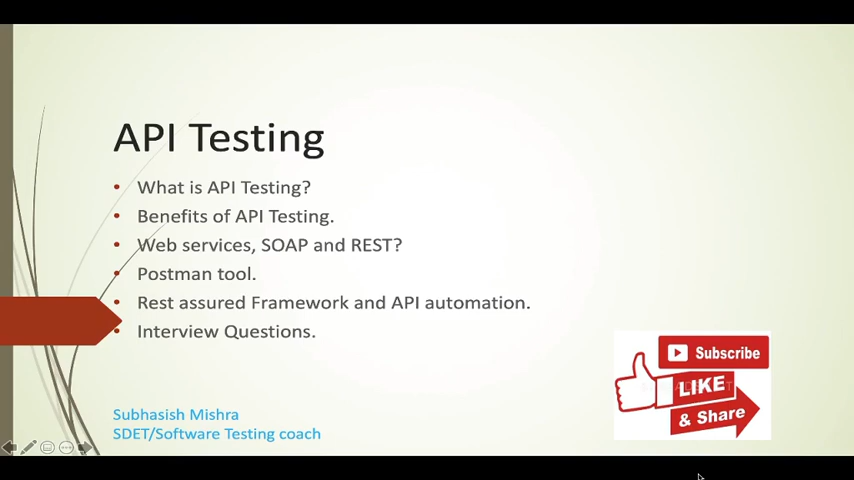 API Testing
• What is API Testing?
• Benefits of API Testing.
• Web services, SOAP and REST?
• Postman tool.
• Rest assured Framework and API automation.
• Interview Questions.
Subscribe
LIKE
& Share
Subhasish Mishra
SDET/Software Testing coach